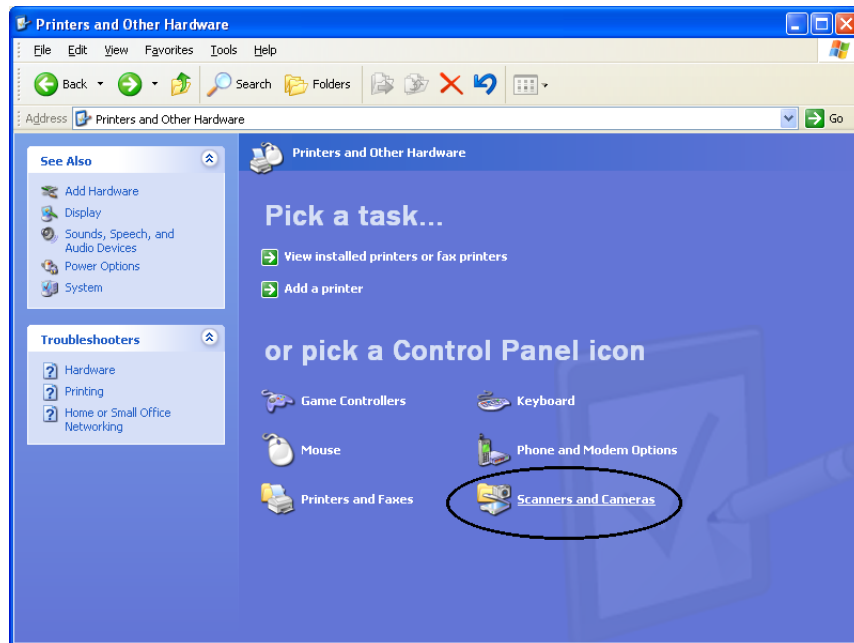 Printers and Other Hardware
File Edit View Favorites Tools Help
Back Search Folders
Address Printers and Other Hardware Go
See Also
Add Hardware
Display
Sounds, Speech, and
Audio Devices
Power Options
System
Troubleshooters
Hardware
Printing
Home or Small Office
Networking
Printers and Other Hardware
Pick a task...
View installed printers or fax printers
Add a printer
or pick a Control Panel icon
Game Controllers Keyboard
Mouse Phone and Modem Options
Printers and Faxes Scanners and Cameras